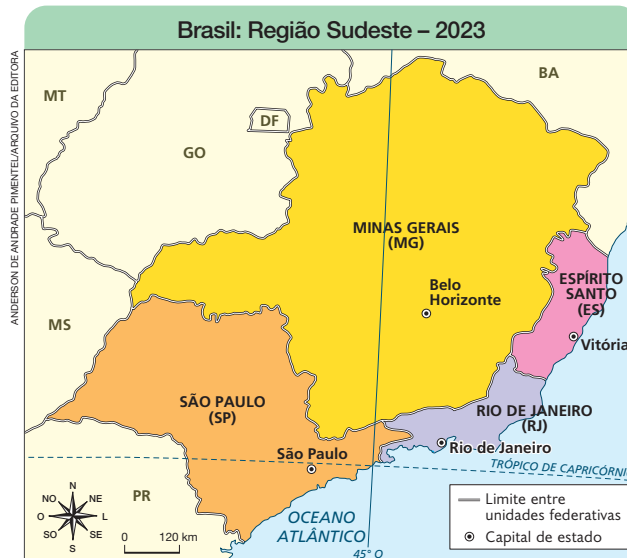 Brasil: Região Sudeste – 2023
ANDERSON DE ANDRADE PIMENTEL/ARQUIVO DA EDITORA
BA
MT
DF
GO
MINAS GERAIS
(MG)
ESPÍRITO
SANTO
(ES)
Belo
Horizonte
MS
Vitória
SÃO PAULO
(SP)
RIO DE JANEIRO
(RJ)
São Paulo
Rio de Janeiro
TRÓPICO DE CAPRICÓRNIO
PR
N
NO
NE
O
L
SO
SE
S
0
120 km
OCEANO
ATLÂNTICO
45° O
Limite entre
unidades federativas
Capital de estado